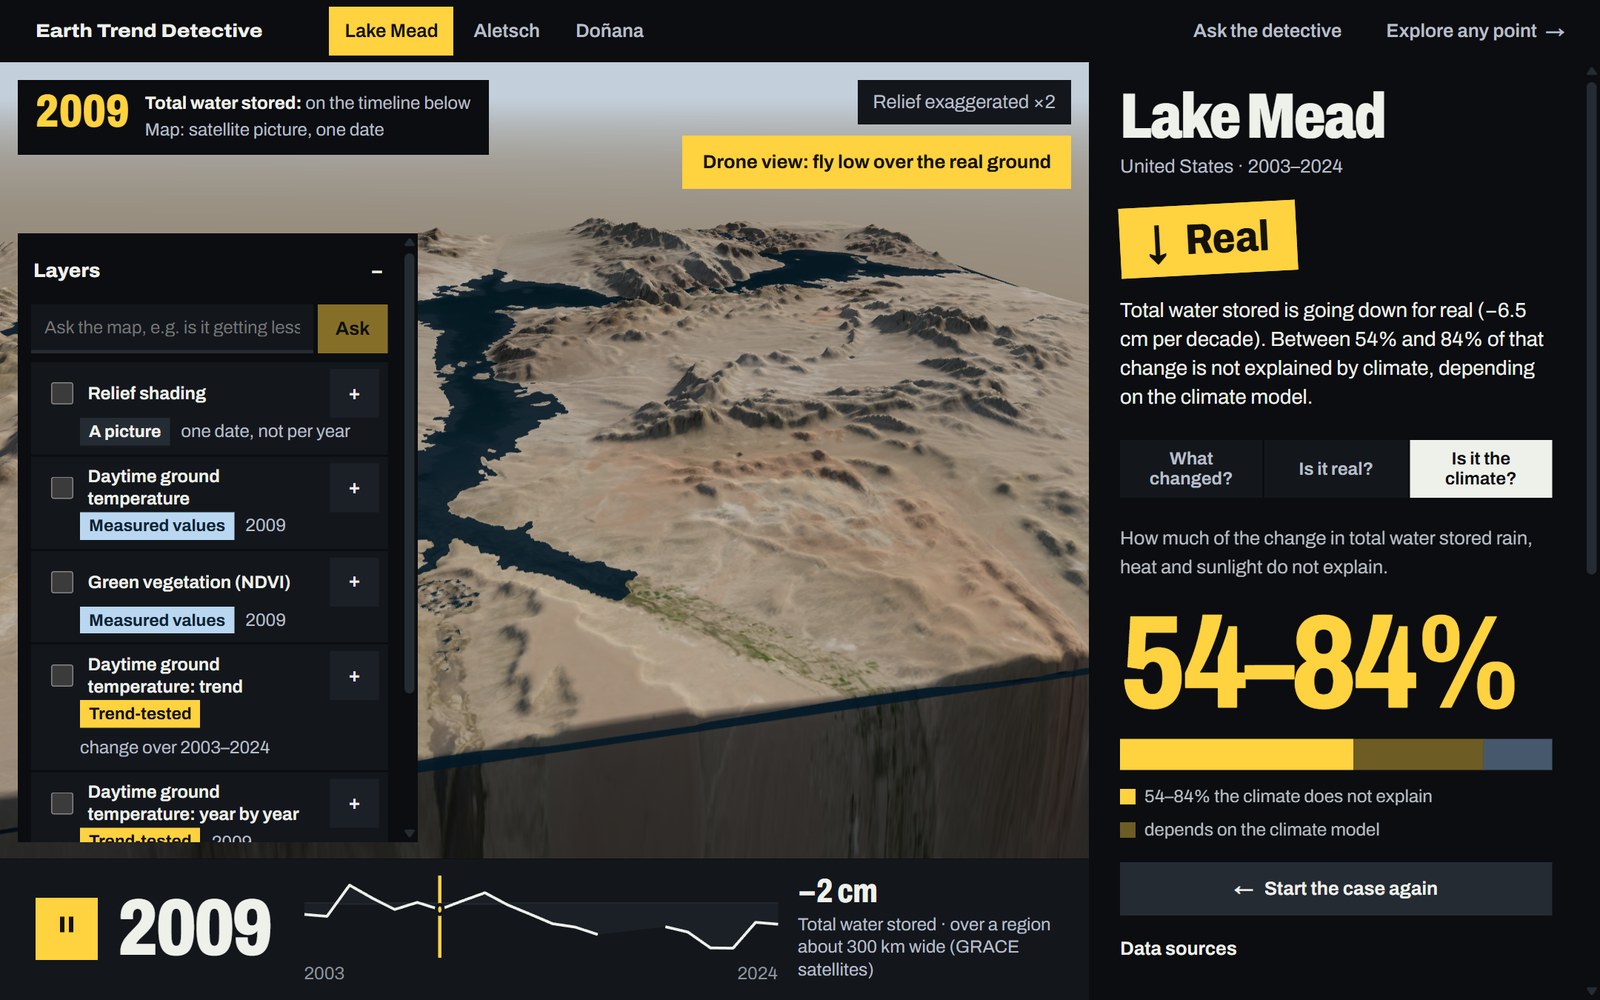 Earth Trend Detective
Lake Mead
Aletsch
Doñana
Ask the detective
Explore any point →
2009
Total water stored: on the timeline below
Map: satellite picture, one date
Relief exaggerated ×2
Drone view: fly low over the real ground
Layers
–
Ask the map, e.g. is it getting less
Ask
Relief shading
+
A picture one date, not per year
Daytime ground
temperature
+
Measured values 2009
Green vegetation (NDVI)
+
Measured values 2009
Daytime ground
temperature: trend
+
Trend-tested
change over 2003–2024
Daytime ground
temperature: year by year
+
Trend-tested 2009
2009
2003
2024
−2 cm
Total water stored · over a region
about 300 km wide (GRACE
satellites)
Lake Mead
United States · 2003–2024
↓ Real
Total water stored is going down for real (−6.5
cm per decade). Between 54% and 84% of that
change is not explained by climate, depending
on the climate model.
What
changed?
Is it real?
Is it the
climate?
How much of the change in total water stored rain,
heat and sunlight do not explain.
54–84%
54–84% the climate does not explain
depends on the climate model
← Start the case again
Data sources